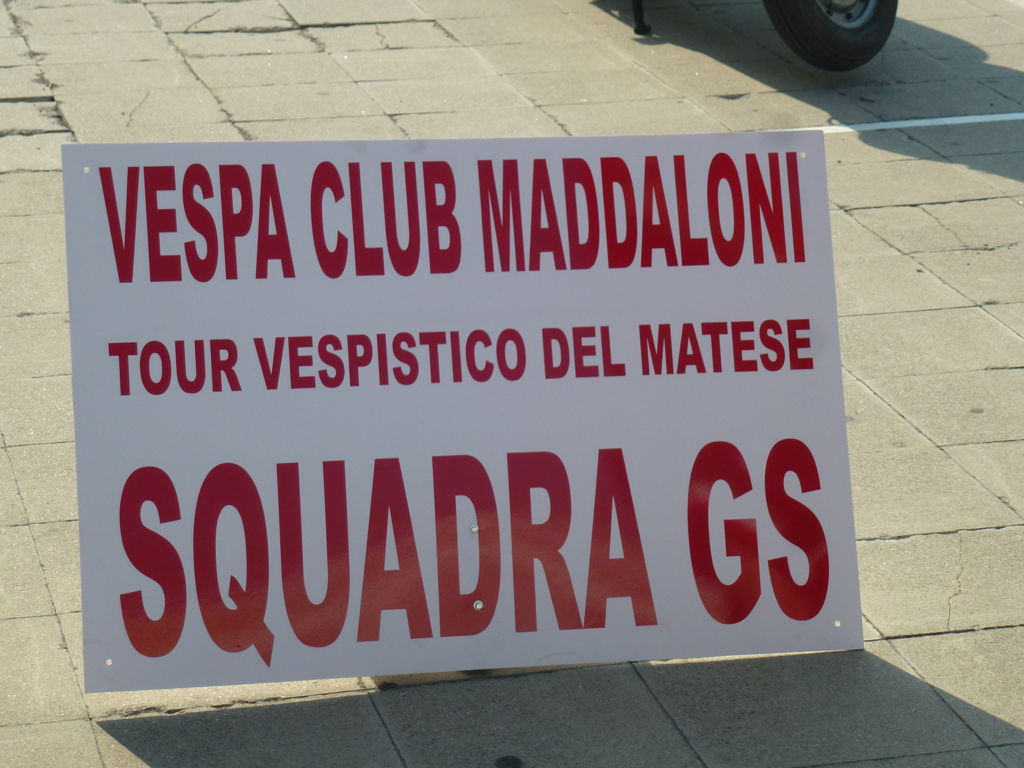 VESPA CLUB MADDALONI
TOUR VESPISTICO DEL MATESE
SQUADRA GS